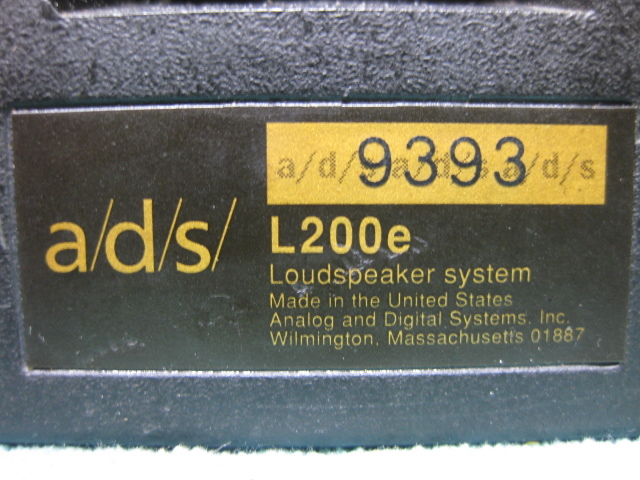 a/d/s a/d/s a/d/s
9393
a/d/s/
L200e
Loudspeaker system
Made in the United States
Analog and Digital Systems, Inc.
Wilmington, Massachusetts 01887